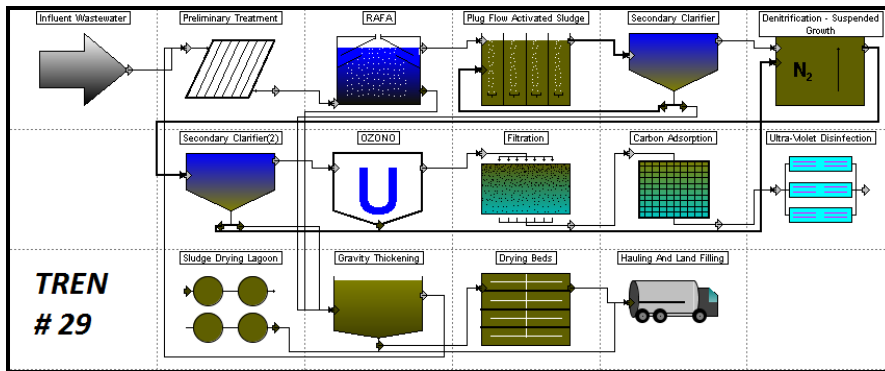 Influent Wastewater
Preliminary Treatment
RAFA
Plug Flow Activated Sludge
Secondary Clarifier
Denitrification - Suspended
Growth
N₂
Secondary Clarifier(2)
OZONO
Filtration
Carbon Adsorption
Ultra-Violet Disinfection
U
Sludge Drying Lagoon
Gravity Thickening
Drying Beds
Hauling And Land Filling
TREN
# 29